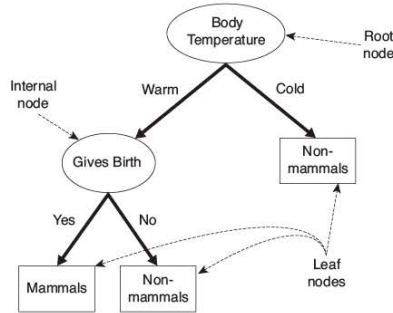 Body
Temperature
Root
node
Internal
node
Warm
Cold
Gives Birth
Non-
mammals
Yes
No
Mammals
Non-
mammals
Leaf
nodes